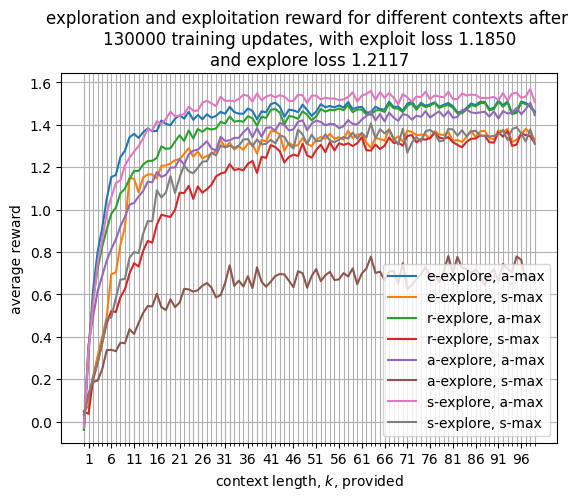 exploration and exploitation reward for different contexts after
130000 training updates, with exploit loss 1.1850
and explore loss 1.2117
1.6
1.4
1.2
1.0
0.8
0.6
0.4
0.2
0.0
average reward
e-explore, a-max
e-explore, s-max
r-explore, a-max
r-explore, s-max
a-explore, a-max
a-explore, s-max
s-explore, a-max
s-explore, s-max
1 6 11 16 21 26 31 36 41 46 51 56 61 66 71 76 81 86 91 96
context length, k, provided